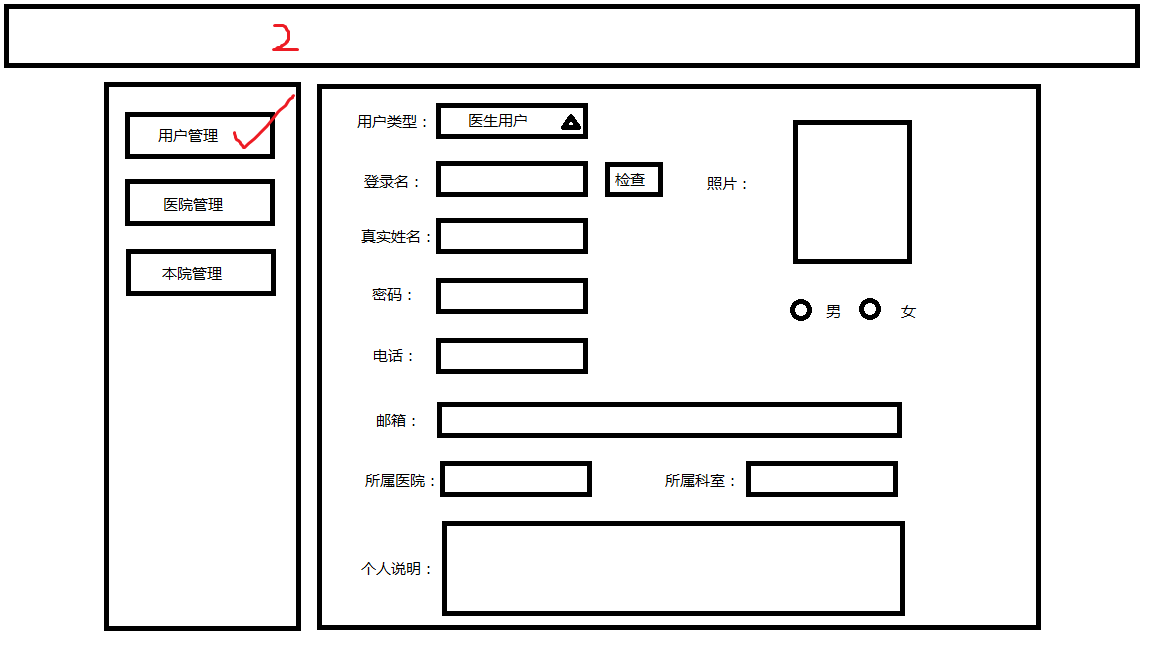 2
用户管理
医院管理
本院管理
用户类型： 医生用户
登录名： 检查 照片：
真实姓名：
密码：
男 女
电话：
邮箱：
所属医院： 所属科室：
个人说明：